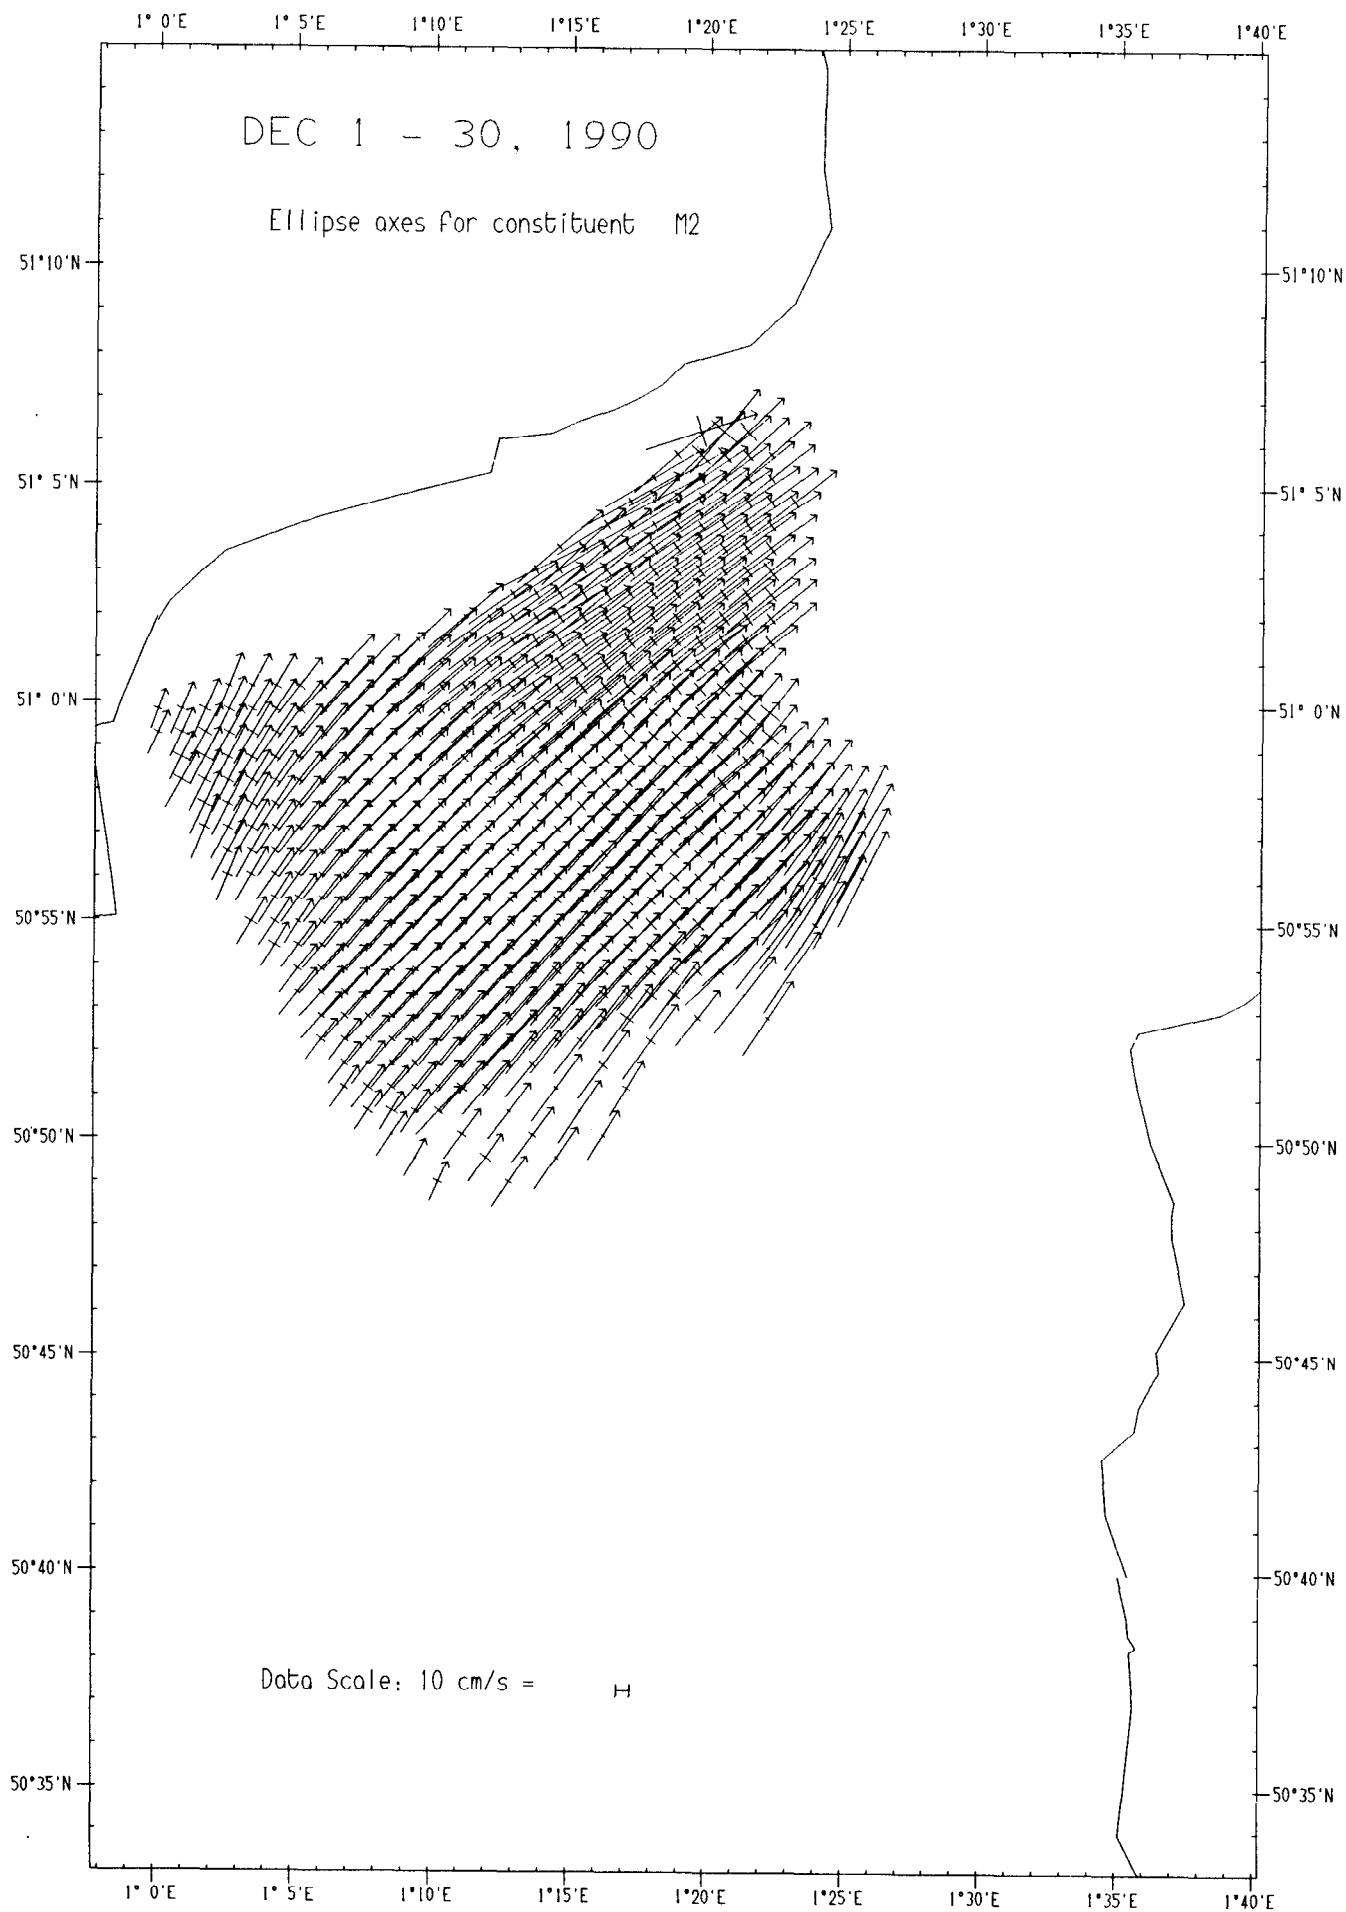 1° 0'E 1° 5'E 1°10'E 1°15'E 1°20'E 1°25'E 1°30'E 1°35'E 1°40'E
DEC 1 - 30, 1990
Ellipse axes for constituent M2
51°10'N 51°10'N
51° 5'N 51° 5'N
51° 0'N 51° 0'N
50°55'N 50°55'N
50°50'N 50°50'N
50°45'N 50°45'N
50°40'N 50°40'N
Data Scale: 10 cm/s =
50°35'N 50°35'N
1° 0'E 1° 5'E 1°10'E 1°15'E 1°20'E 1°25'E 1°30'E 1°35'E 1°40'E